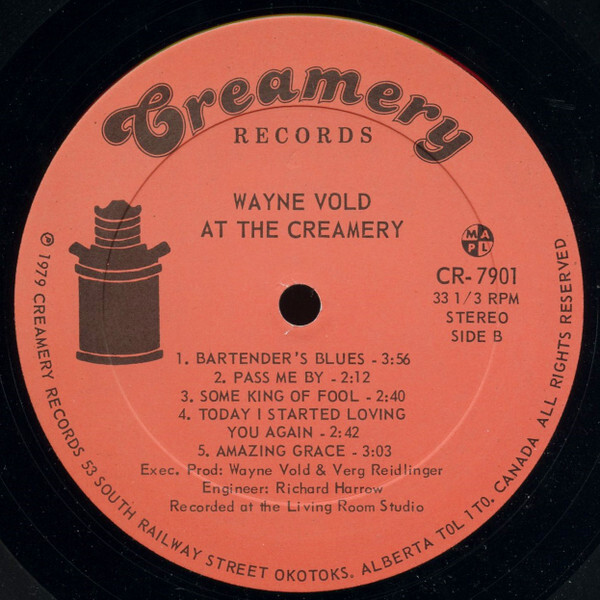 Creamery
RECORDS
WAYNE VOLD
AT THE CREAMERY
M A P L
CR-7901
33 1/3 RPM
STEREO
SIDE B
1. BARTENDER'S BLUES - 3:56
2. PASS ME BY - 2:12
3. SOME KING OF FOOL - 2:40
4. TODAY I STARTED LOVING
YOU AGAIN - 2:42
5. AMAZING GRACE - 3:03
Exec. Prod: Wayne Vold & Verg Reidlinger
Engineer: Richard Harrow
Recorded at the Living Room Studio
℗ 1979 CREAMERY RECORDS 53 SOUTH RAILWAY STREET OKOTOKS. ALBERTA TOL 1TO. CANADA ALL RIGHTS RESERVED